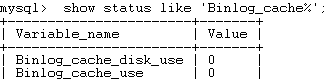 mysql>  show status like 'Binlog_cache%';
+-----------------------+-------+
| Variable_name         | Value |
+-----------------------+-------+
| Binlog_cache_disk_use | 0     |
| Binlog_cache_use      | 0     |